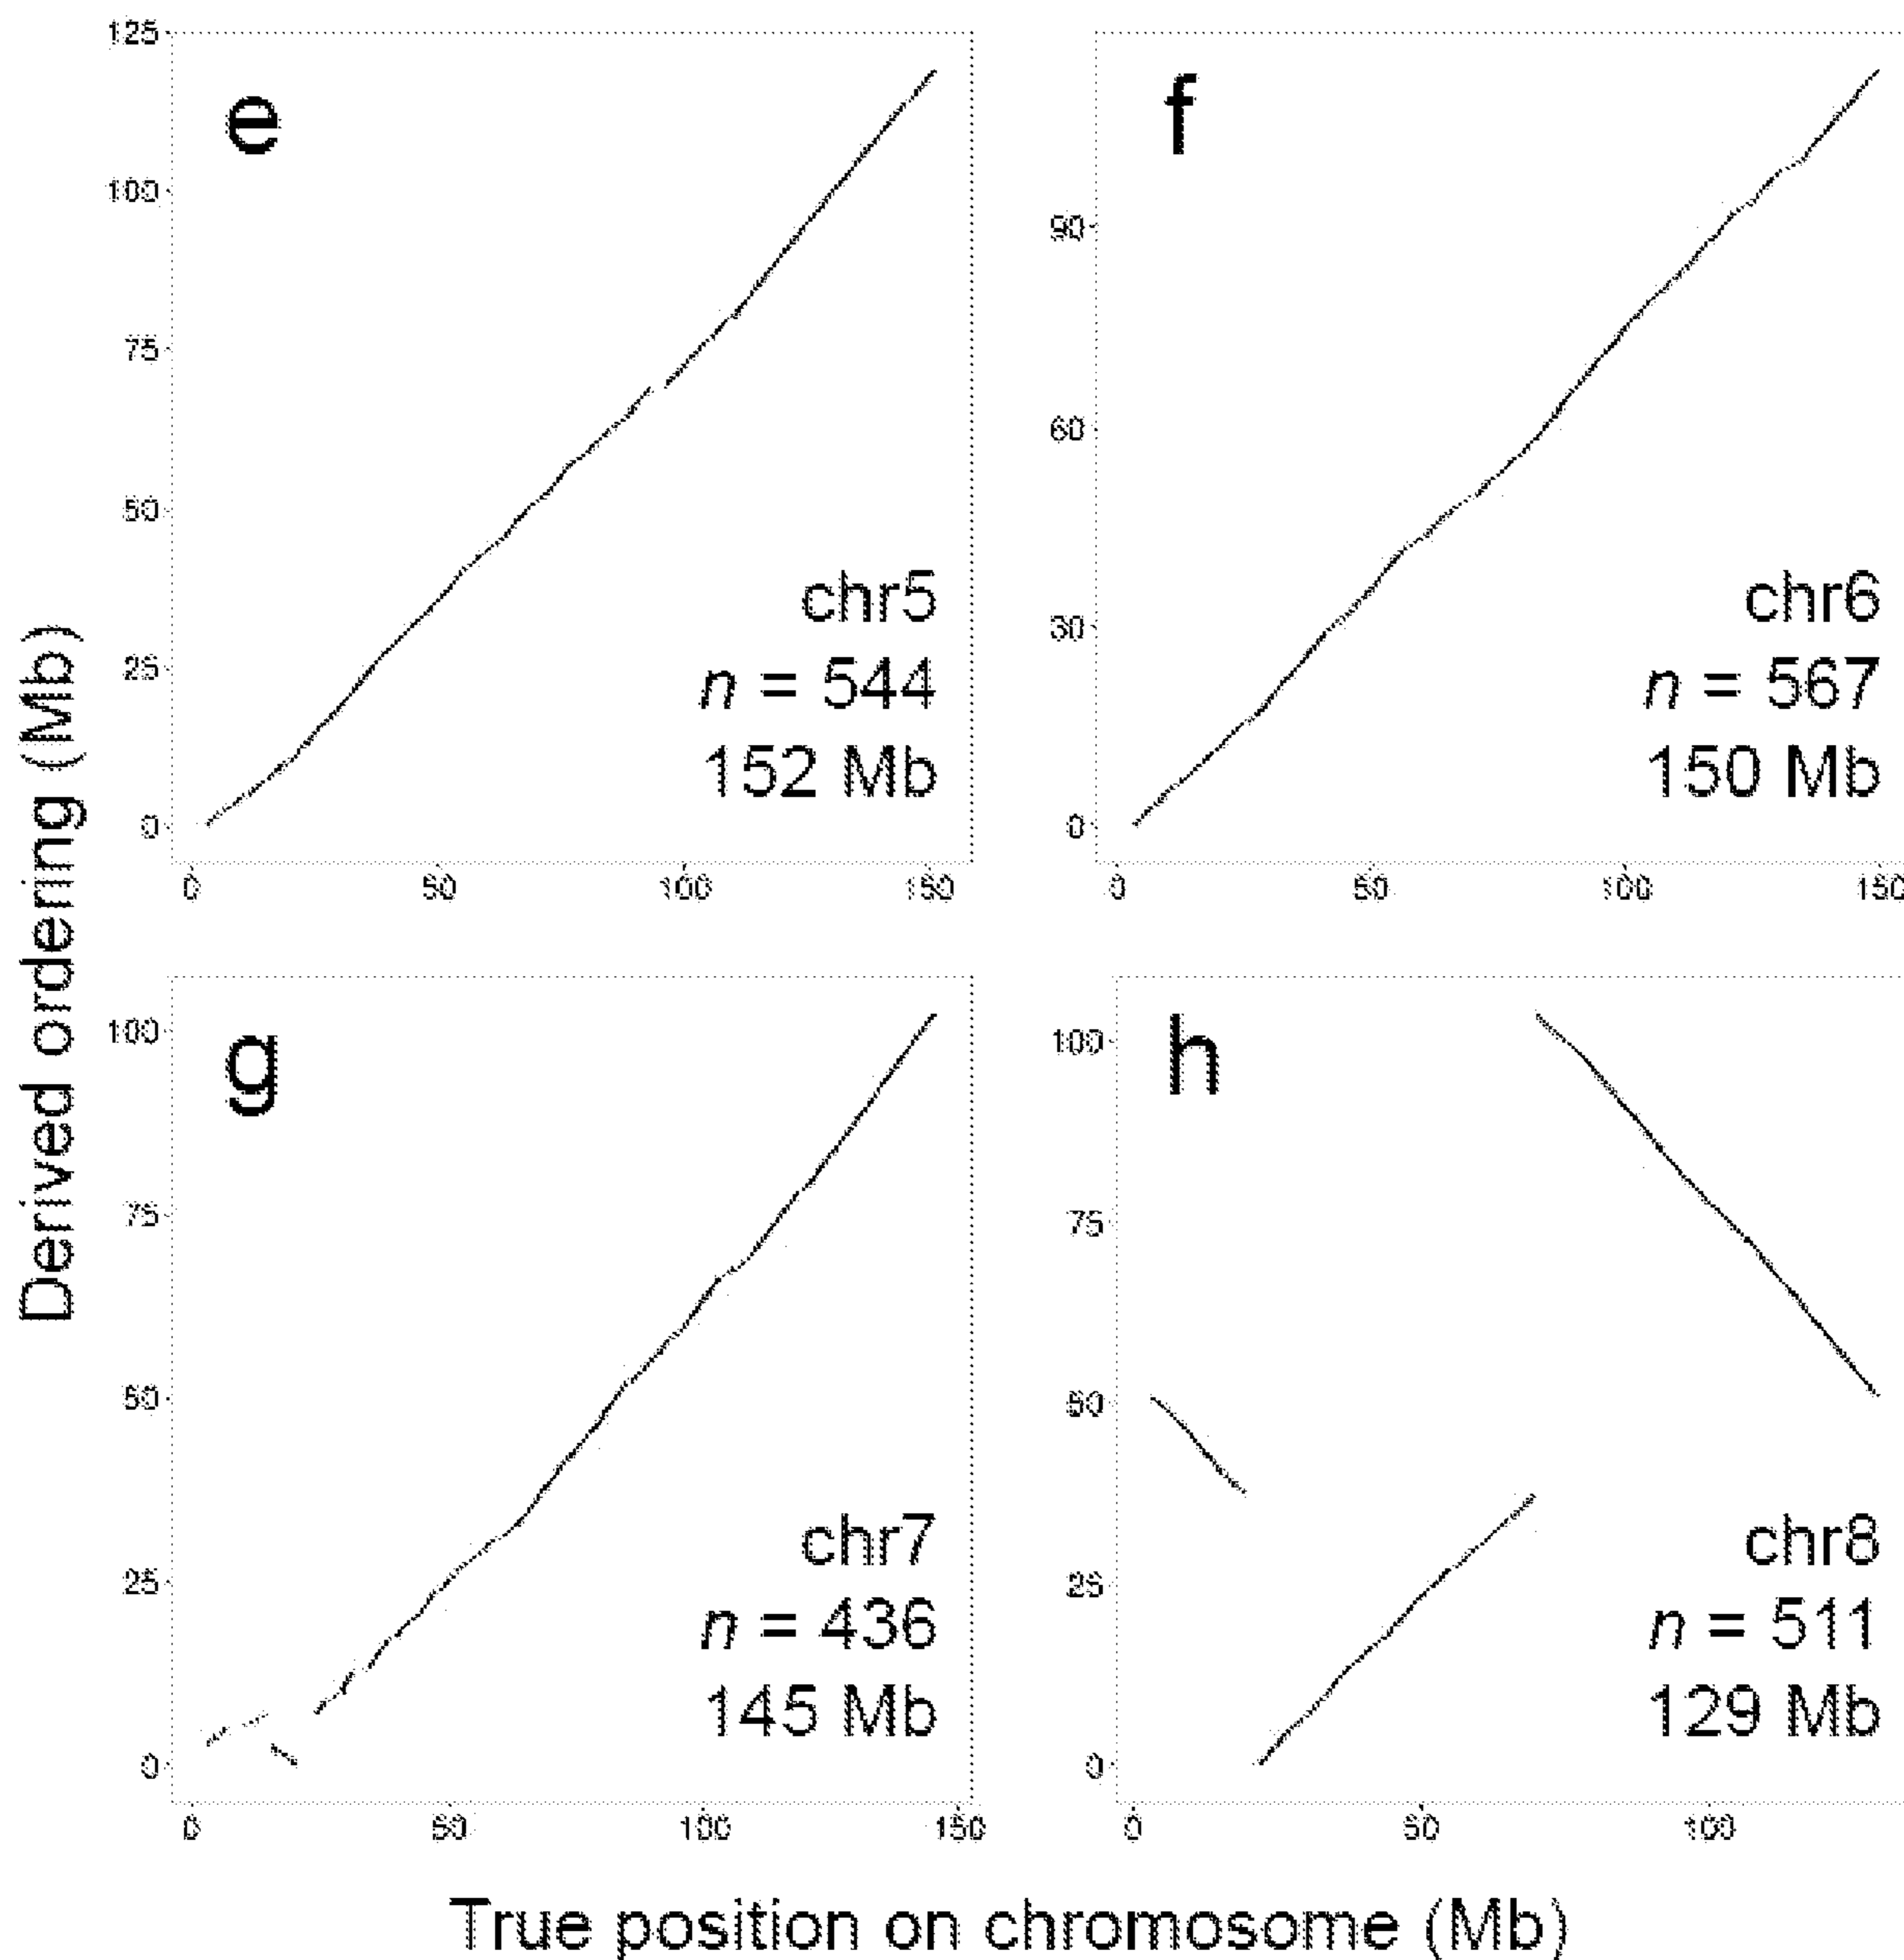 Derived ordering (Mb)
e
125
100
75
50
25
0
chr5
n = 544
152 Mb
0 50 100 150
f
90
60
30
0
chr6
n = 567
150 Mb
0 50 100 150
g
100
75
50
25
0
chr7
n = 436
145 Mb
0 50 100 150
h
100
75
50
25
0
chr8
n = 511
129 Mb
0 50 100
True position on chromosome (Mb)